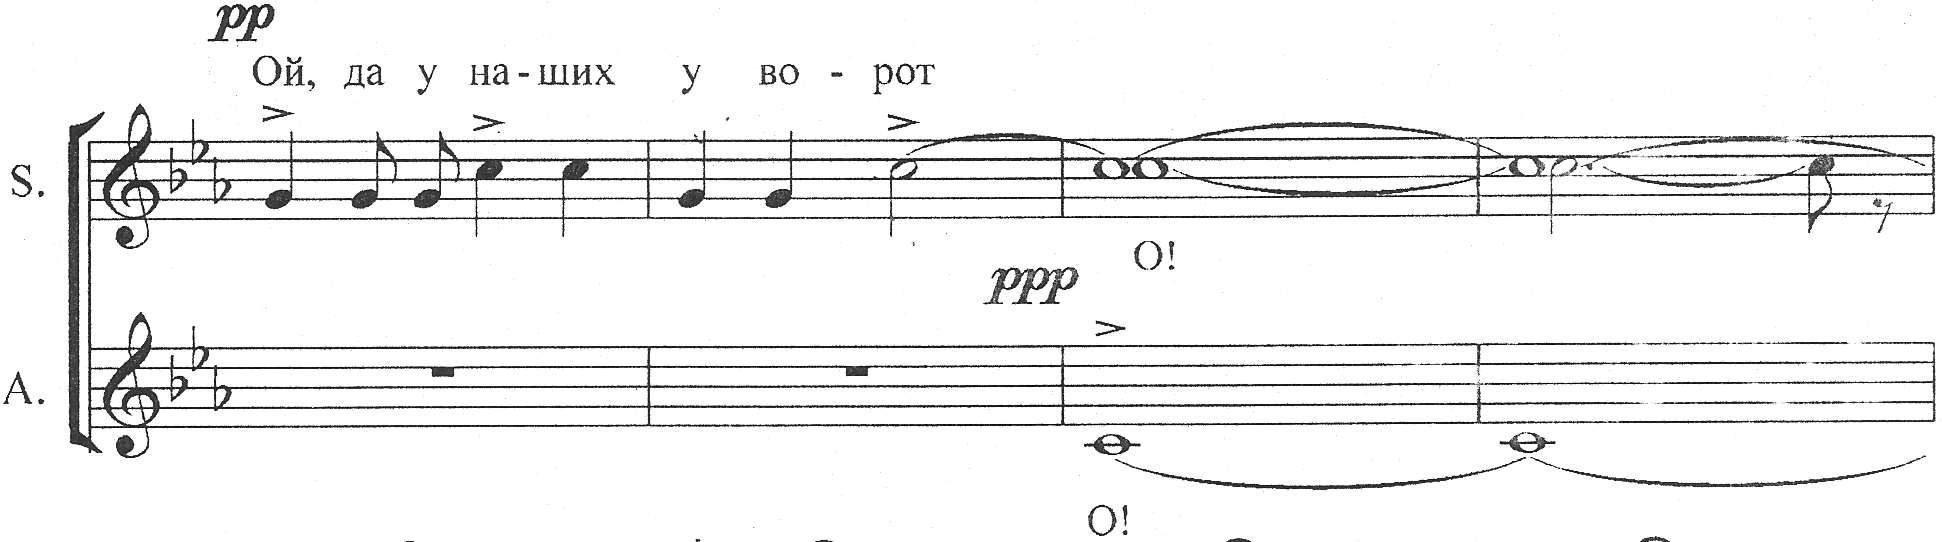 pp
Ой, да у на-ших у во - рот
S.
О!
ppp
A.
О!